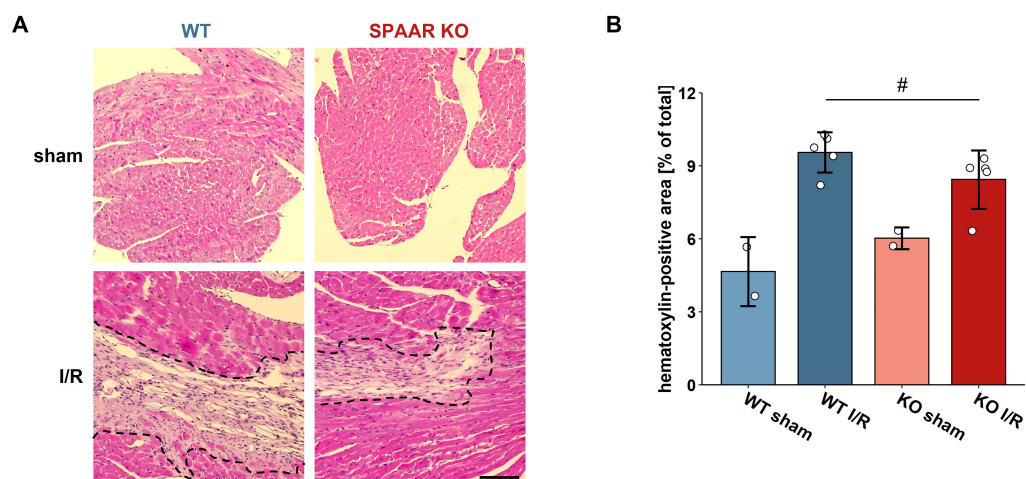 A
B
WT
SPAAR KO
sham
I/R
hematoxylin-positive area [% of total]
12
9
6
3
0
#
WT sham
WT I/R
KO sham
KO I/R